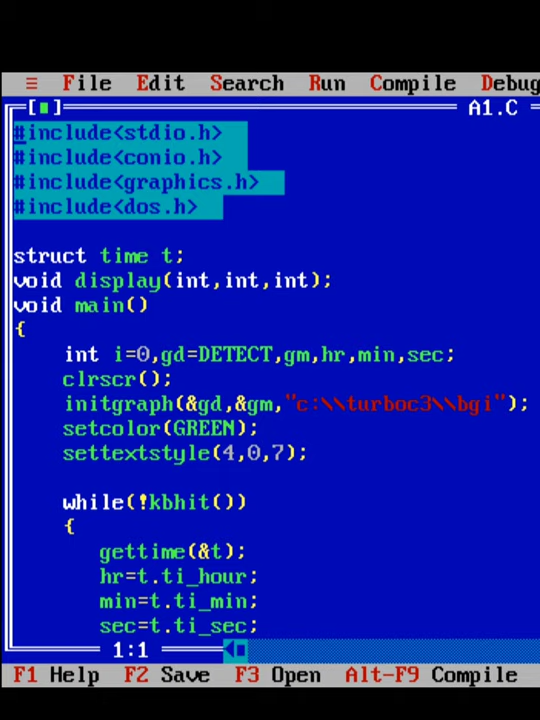 ≡ File Edit Search Run Compile Debug
[■] A1.C
#include<stdio.h>
#include<conio.h>
#include<graphics.h>
#include<dos.h>
struct time t;
void display(int,int,int);
void main()
{
int i=0,gd=DETECT,gm,hr,min,sec;
clrscr();
initgraph(&gd,&gm,"c:\\turboc3\\bgi");
setcolor(GREEN);
settextstyle(4,0,7);
while(!kbhit())
{
gettime(&t);
hr=t.ti_hour;
min=t.ti_min;
sec=t.ti_sec;
1:1
F1 Help F2 Save F3 Open Alt-F9 Compile